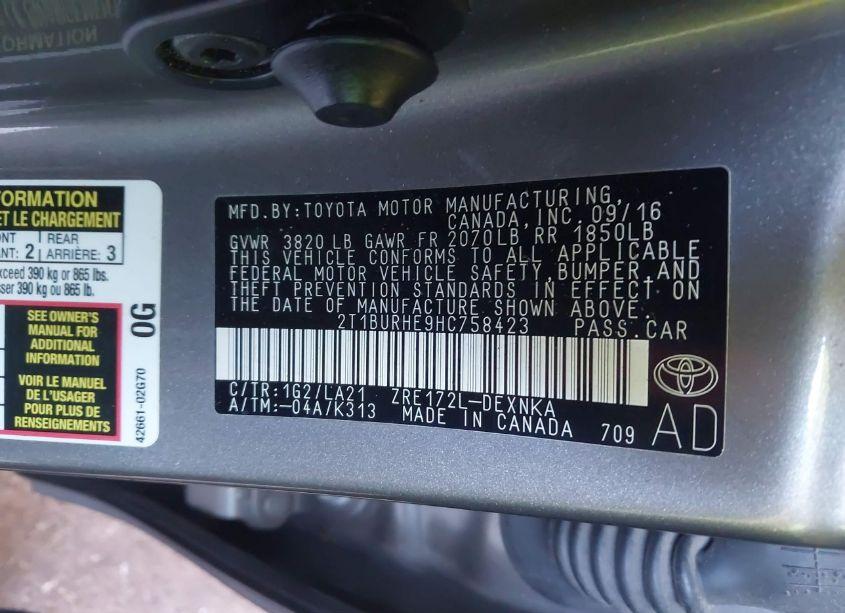 FORMATION
ET LE CHARGEMENT
REAR
2 ARRIÈRE: 3
exceed 390 kg or 865 lbs.
390 kg ou 865 lb.
SEE OWNER'S
MANUAL FOR
ADDITIONAL
INFORMATION
VOIR LE MANUEL
DE L'USAGER
POUR PLUS DE
RENSEIGNEMENTS
0G
42661-02G70
MFD.BY:TOYOTA MOTOR MANUFACTURING,
CANADA, INC. 09/16
GVWR 3820 LB GAWR FR 2070LB RR 1850LB
THIS VEHICLE CONFORMS TO ALL APPLICABLE
FEDERAL MOTOR VEHICLE SAFETY, BUMPER, AND
THEFT PREVENTION STANDARDS IN EFFECT ON
THE DATE OF MANUFACTURE SHOWN ABOVE.
2T1BURHE9HC758423 PASS.CAR
C/TR:1G2/LA21 ZRE172L-DEXNKA
A/TM:-04A/K313 MADE IN CANADA 709
AD